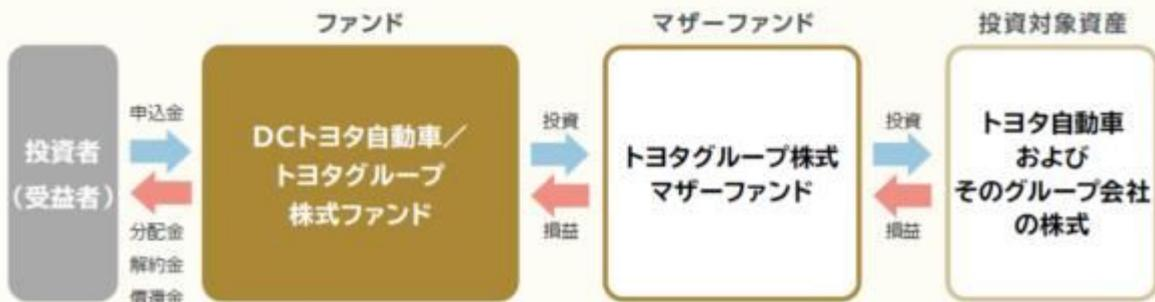 ファンド
マザーファンド
投資対象資産
投資者
(受益者)
申込金
分配金
解約金
償還金
DCトヨタ自動車／
トヨタグループ
株式ファンド
投資
損益
トヨタグループ株式
マザーファンド
投資
損益
トヨタ自動車
および
そのグループ会社
の株式